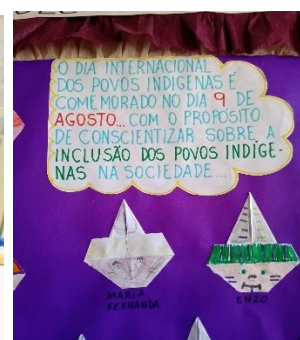 O DIA INTERNACIONAL
DOS POVOS INDIGENAS É
COMEMORADO NO DIA 9 DE
AGOSTO... COM O PROPÓSITO
DE CONSCIENTIZAR SOBRE A
INCLUSÃO DOS POVOS INDÍGE-
NAS NA SOCIEDADE...
MARIA
FERNANDA
ENZO